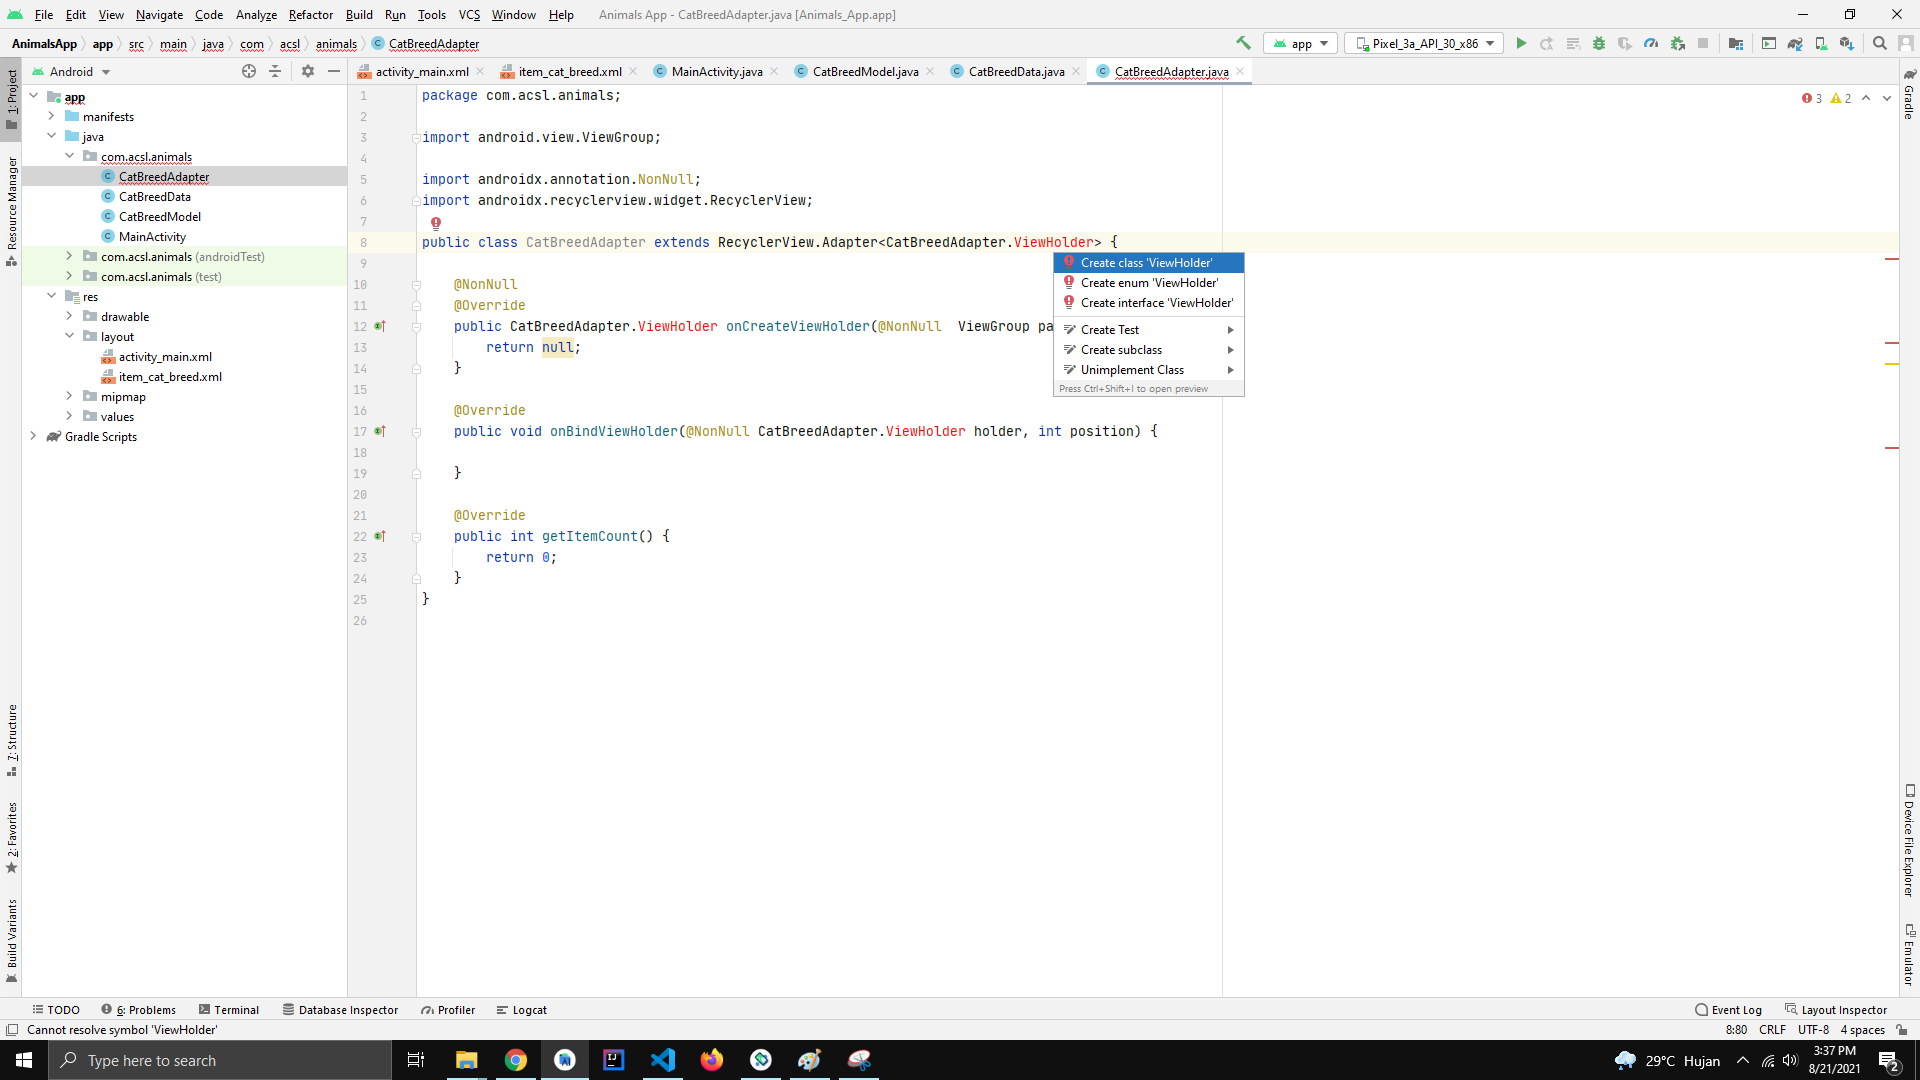 File Edit View Navigate Code Analyze Refactor Build Run Tools VCS Window Help Animals App - CatBreedAdapter.java [Animals_App.app]
AnimalsApp app src main java com acsl animals CatBreedAdapter app Pixel_3a_API_30_x86
Android activity_main.xml item_cat_breed.xml MainActivity.java CatBreedModel.java CatBreedData.java CatBreedAdapter.java
1: Project
Resource Manager
7: Structure
2: Favorites
Build Variants
app
manifests
java
com.acsl.animals
CatBreedAdapter
CatBreedData
CatBreedModel
MainActivity
com.acsl.animals (androidTest)
com.acsl.animals (test)
res
drawable
layout
activity_main.xml
item_cat_breed.xml
mipmap
values
Gradle Scripts
3 2
1 package com.acsl.animals;
2
3 import android.view.ViewGroup;
4
5 import androidx.annotation.NonNull;
6 import androidx.recyclerview.widget.RecyclerView;
7
8 public class CatBreedAdapter extends RecyclerView.Adapter<CatBreedAdapter.ViewHolder> {
9
10 @NonNull
11 @Override
12 public CatBreedAdapter.ViewHolder onCreateViewHolder(@NonNull ViewGroup pa
13 return null;
14 }
15
16 @Override
17 public void onBindViewHolder(@NonNull CatBreedAdapter.ViewHolder holder, int position) {
18
19 }
20
21 @Override
22 public int getItemCount() {
23 return 0;
24 }
25 }
26
Create class 'ViewHolder'
Create enum 'ViewHolder'
Create interface 'ViewHolder'
Create Test
Create subclass
Unimplement Class
Press Ctrl+Shift+I to open preview
Gradle
Device File Explorer
Emulator
TODO 6: Problems Terminal Database Inspector Profiler Logcat Event Log Layout Inspector
Cannot resolve symbol 'ViewHolder' 8:80 CRLF UTF-8 4 spaces
Type here to search 29°C Hujan 3:37 PM
8/21/2021 2